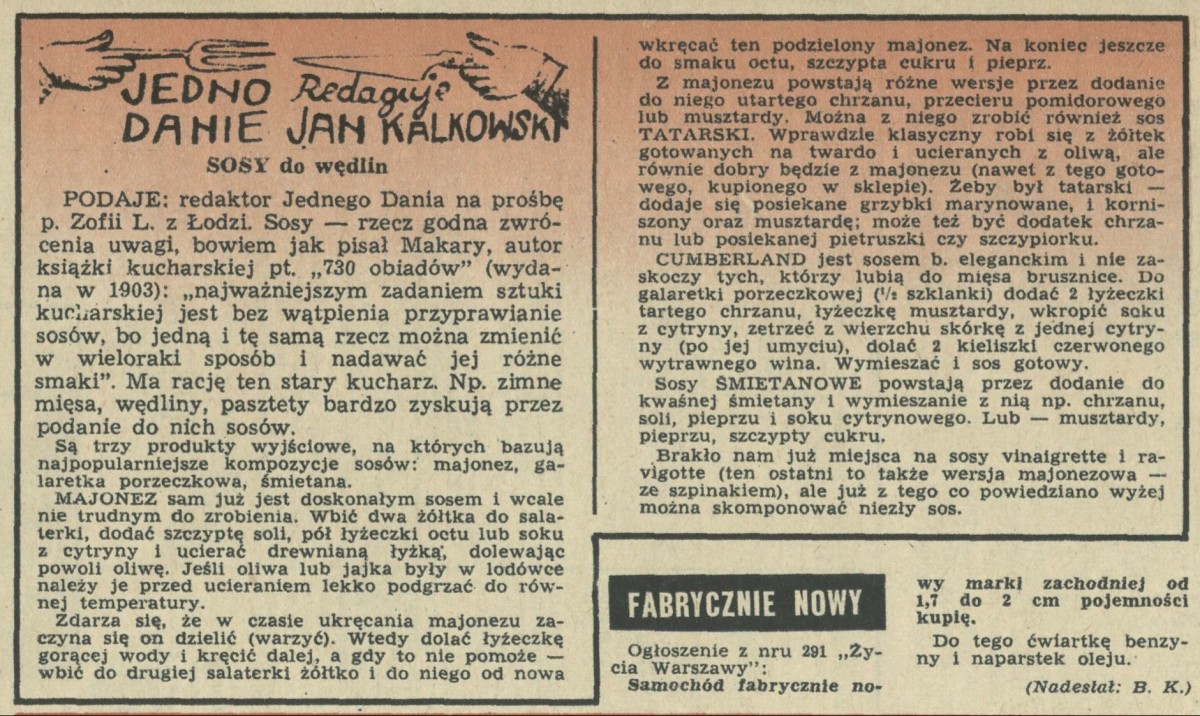 JEDNO Redaguje
DANIE JAN KALKOWSKI
SOSY do wędlin
PODAJE: redaktor Jednego Dania na prośbę
p. Zofii L. z Łodzi. Sosy — rzecz godna zwró-
cenia uwagi, bowiem jak pisał Makary, autor
książki kucharskiej pt. „730 obiadów” (wyda-
na w 1903): „najważniejszym zadaniem sztuki
kucharskiej jest bez wątpienia przyprawianie
sosów, bo jedną i tę samą rzecz można zmienić
w wieloraki sposób i nadawać jej różne
smaki”. Ma rację ten stary kucharz. Np. zimne
mięsa, wędliny, pasztety bardzo zyskują przez
podanie do nich sosów.
Są trzy produkty wyjściowe, na których bazują
najpopularniejsze kompozycje sosów: majonez, ga-
laretka porzeczkowa, śmietana.
MAJONEZ sam już jest doskonałym sosem i wcale
nie trudnym do zrobienia. Wbić dwa żółtka do sala-
terki, dodać szczyptę soli, pół łyżeczki octu lub soku
z cytryny i ucierać drewnianą łyżką, dolewając
powoli oliwę. Jeśli oliwa lub jajka były w lodówce
należy je przed ucieraniem lekko podgrzać do rów-
nej temperatury.
Zdarza się, że w czasie ukręcania majonezu za-
czyna się on dzielić (warzyć). Wtedy dolać łyżeczkę
gorącej wody i kręcić dalej, a gdy to nie pomoże —
wbić do drugiej salaterki żółtko i do niego od nowa
wkręcać ten podzielony majonez. Na koniec jeszcze
do smaku octu, szczypta cukru i pieprz.
Z majonezu powstają różne wersje przez dodanie
do niego utartego chrzanu, przecieru pomidorowego
lub musztardy. Można z niego zrobić również sos
TATARSKI. Wprawdzie klasyczny robi się z żółtek
gotowanych na twardo i ucieranych z oliwą, ale
równie dobry będzie z majonezu (nawet z tego goto-
wego, kupionego w sklepie). Żeby był tatarski —
dodaje się posiekane grzybki marynowane, i korni-
szony oraz musztardę; może też być dodatek chrza-
nu lub posiekanej pietruszki czy szczypiorku.
CUMBERLAND jest sosem b. eleganckim i nie za-
skoczy tych, którzy lubią do mięsa brusznice. Do
galaretki porzeczkowej (¹/₂ szklanki) dodać 2 łyżeczki
tartego chrzanu, łyżeczkę musztardy, wkropić soku
z cytryny, zetrzeć z wierzchu skórkę z jednej cytry-
ny (po jej umyciu), dolać 2 kieliszki czerwonego
wytrawnego wina. Wymieszać i sos gotowy.
Sosy ŚMIETANOWE powstają przez dodanie do
kwaśnej śmietany i wymieszanie z nią np. chrzanu,
soli, pieprzu i soku cytrynowego. Lub — musztardy,
pieprzu, szczypty cukru.
Brakło nam już miejsca na sosy vinaigrette i ra-
vigotte (ten ostatni to także wersja majonezowa —
ze szpinakiem), ale już z tego co powiedziano wyżej
można skomponować niezły sos.
FABRYCZNIE NOWY
Ogłoszenie z nru 291 „Ży-
cia Warszawy”:
Samochód fabrycznie no-
wy marki zachodniej od
1,7 do 2 cm pojemności
kupię.
Do tego ćwiartkę benzy-
ny i naparstek oleju.
(Nadesłał: B. K.)